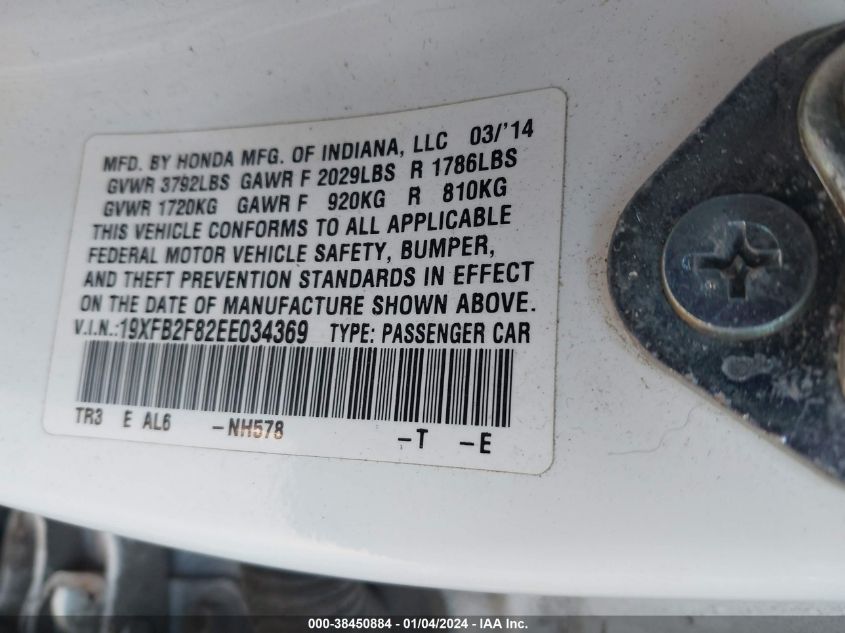 MFD. BY HONDA MFG. OF INDIANA, LLC 03/'14
GVWR 3792LBS GAWR F 2029LBS R 1786LBS
GVWR 1720KG GAWR F 920KG R 810KG
THIS VEHICLE CONFORMS TO ALL APPLICABLE
FEDERAL MOTOR VEHICLE SAFETY, BUMPER,
AND THEFT PREVENTION STANDARDS IN EFFECT
ON THE DATE OF MANUFACTURE SHOWN ABOVE.
V.I.N.:19XFB2F82EE034369 TYPE: PASSENGER CAR
TR3 E AL6 -NH578 -T -E
000-38450884 - 01/04/2024 - IAA Inc.